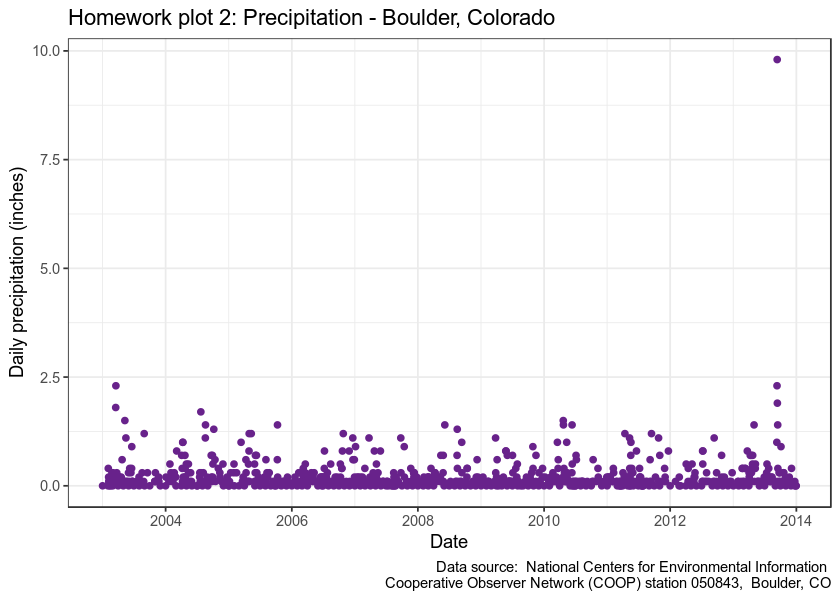 Homework plot 2: Precipitation - Boulder, Colorado
10.0
7.5
5.0
2.5
0.0
Daily precipitation (inches)
2004 2006 2008 2010 2012 2014
Date
Data source:  National Centers for Environmental Information
Cooperative Observer Network (COOP) station 050843,  Boulder, CO